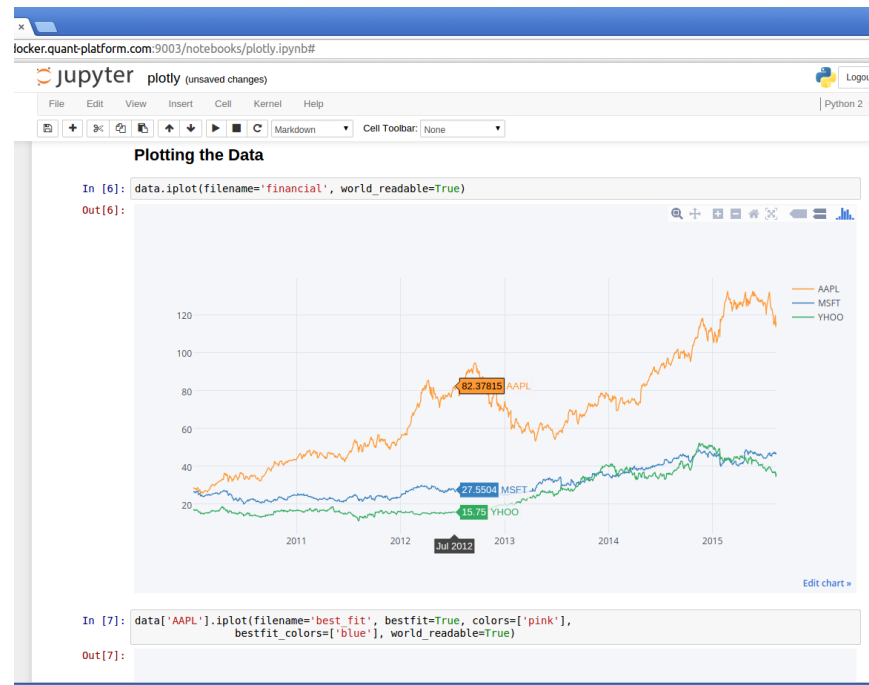 ×
locker.quant-platform.com:9003/notebooks/plotly.ipynb#
jupyter plotly (unsaved changes)
Logou
File Edit View Insert Cell Kernel Help
Python 2
Markdown Cell Toolbar: None
Plotting the Data
In [6]: data.iplot(filename='financial', world_readable=True)
Out[6]:
AAPL
MSFT
YHOO
120
100
80
60
40
20
82.37815 AAPL
27.5504 MSFT
15.75 YHOO
2011 2012 2013 2014 2015
Jul 2012
Edit chart »
In [7]: data['AAPL'].iplot(filename='best_fit', bestfit=True, colors=['pink'],
bestfit_colors=['blue'], world_readable=True)
Out[7]: